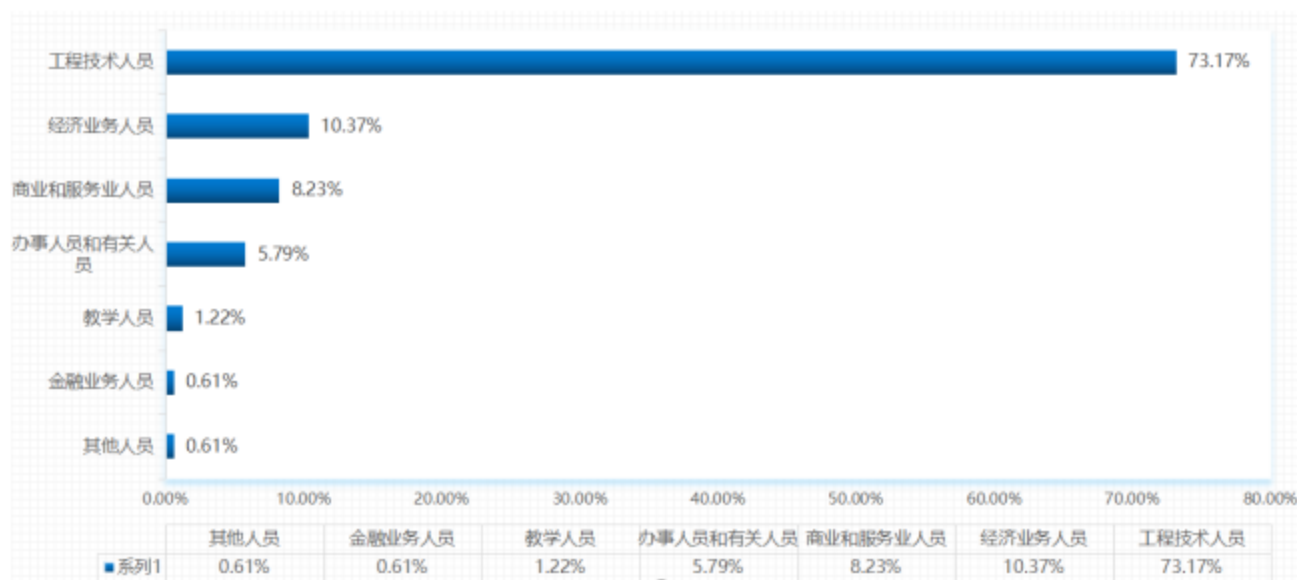 工程技术人员 73.17%
经济业务人员 10.37%
商业和服务业人员 8.23%
办事人员和有关人
员 5.79%
教学人员 1.22%
金融业务人员 0.61%
其他人员 0.61%
0.00% 10.00% 20.00% 30.00% 40.00% 50.00% 60.00% 70.00% 80.00%
其他人员 金融业务人员 教学人员 办事人员和有关人员 商业和服务业人员 经济业务人员 工程技术人员
系列1 0.61% 0.61% 1.22% 5.79% 8.23% 10.37% 73.17%